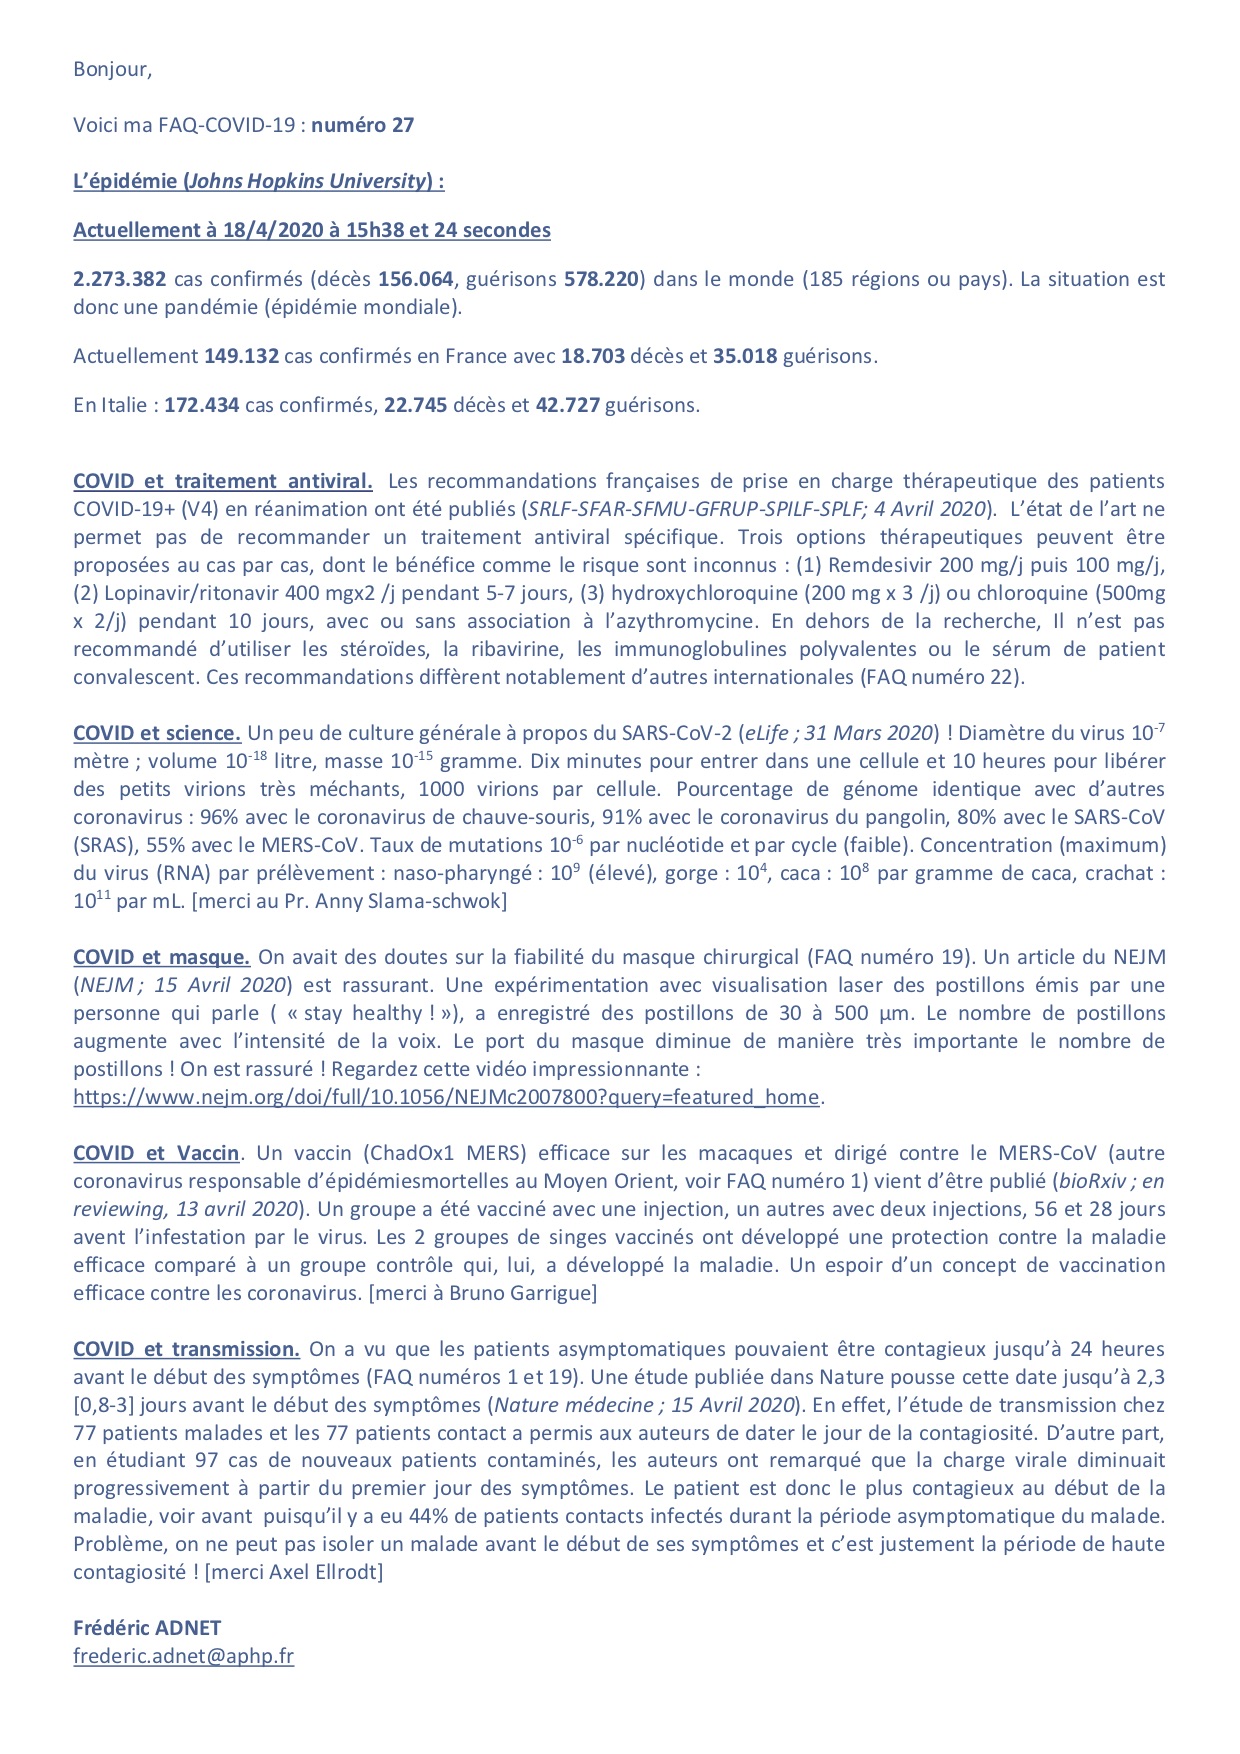 Bonjour,
Voici ma FAQ-COVID-19 : numéro 27
L’épidémie (Johns Hopkins University) :
Actuellement à 18/4/2020 à 15h38 et 24 secondes
2.273.382 cas confirmés (décès 156.064, guérisons 578.220) dans le monde (185 régions ou pays). La situation est
donc une pandémie (épidémie mondiale).
Actuellement 149.132 cas confirmés en France avec 18.703 décès et 35.018 guérisons.
En Italie : 172.434 cas confirmés, 22.745 décès et 42.727 guérisons.
COVID et traitement antiviral. Les recommandations françaises de prise en charge thérapeutique des patients
COVID-19+ (V4) en réanimation ont été publiés (SRLF-SFAR-SFMU-GFRUP-SPILF-SPLF; 4 Avril 2020). L’état de l’art ne
permet pas de recommander un traitement antiviral spécifique. Trois options thérapeutiques peuvent être
proposées au cas par cas, dont le bénéfice comme le risque sont inconnus : (1) Remdesivir 200 mg/j puis 100 mg/j,
(2) Lopinavir/ritonavir 400 mgx2 /j pendant 5-7 jours, (3) hydroxychloroquine (200 mg x 3 /j) ou chloroquine (500mg
x 2/j) pendant 10 jours, avec ou sans association à l’azythromycine. En dehors de la recherche, Il n’est pas
recommandé d’utiliser les stéroïdes, la ribavirine, les immunoglobulines polyvalentes ou le sérum de patient
convalescent. Ces recommandations diffèrent notablement d’autres internationales (FAQ numéro 22).
COVID et science. Un peu de culture générale à propos du SARS-CoV-2 (eLife ; 31 Mars 2020) ! Diamètre du virus 10⁻⁷
mètre ; volume 10⁻¹⁸ litre, masse 10⁻¹⁵ gramme. Dix minutes pour entrer dans une cellule et 10 heures pour libérer
des petits virions très méchants, 1000 virions par cellule. Pourcentage de génome identique avec d’autres
coronavirus : 96% avec le coronavirus de chauve-souris, 91% avec le coronavirus du pangolin, 80% avec le SARS-CoV
(SRAS), 55% avec le MERS-CoV. Taux de mutations 10⁻⁶ par nucléotide et par cycle (faible). Concentration (maximum)
du virus (RNA) par prélèvement : naso-pharyngé : 10⁹ (élevé), gorge : 10⁴, caca : 10⁸ par gramme de caca, crachat :
10¹¹ par mL. [merci au Pr. Anny Slama-schwok]
COVID et masque. On avait des doutes sur la fiabilité du masque chirurgical (FAQ numéro 19). Un article du NEJM
(NEJM ; 15 Avril 2020) est rassurant. Une expérimentation avec visualisation laser des postillons émis par une
personne qui parle ( « stay healthy ! »), a enregistré des postillons de 30 à 500 µm. Le nombre de postillons
augmente avec l’intensité de la voix. Le port du masque diminue de manière très importante le nombre de
postillons ! On est rassuré ! Regardez cette vidéo impressionnante :
https://www.nejm.org/doi/full/10.1056/NEJMc2007800?query=featured_home.
COVID et Vaccin. Un vaccin (ChadOx1 MERS) efficace sur les macaques et dirigé contre le MERS-CoV (autre
coronavirus responsable d’épidémiesmortelles au Moyen Orient, voir FAQ numéro 1) vient d’être publié (bioRxiv ; en
reviewing, 13 avril 2020). Un groupe a été vacciné avec une injection, un autres avec deux injections, 56 et 28 jours
avent l’infestation par le virus. Les 2 groupes de singes vaccinés ont développé une protection contre la maladie
efficace comparé à un groupe contrôle qui, lui, a développé la maladie. Un espoir d’un concept de vaccination
efficace contre les coronavirus. [merci à Bruno Garrigue]
COVID et transmission. On a vu que les patients asymptomatiques pouvaient être contagieux jusqu’à 24 heures
avant le début des symptômes (FAQ numéros 1 et 19). Une étude publiée dans Nature pousse cette date jusqu’à 2,3
[0,8-3] jours avant le début des symptômes (Nature médecine ; 15 Avril 2020). En effet, l’étude de transmission chez
77 patients malades et les 77 patients contact a permis aux auteurs de dater le jour de la contagiosité. D’autre part,
en étudiant 97 cas de nouveaux patients contaminés, les auteurs ont remarqué que la charge virale diminuait
progressivement à partir du premier jour des symptômes. Le patient est donc le plus contagieux au début de la
maladie, voir avant puisqu’il y a eu 44% de patients contacts infectés durant la période asymptomatique du malade.
Problème, on ne peut pas isoler un malade avant le début de ses symptômes et c’est justement la période de haute
contagiosité ! [merci Axel Ellrodt]
Frédéric ADNET
frederic.adnet@aphp.fr